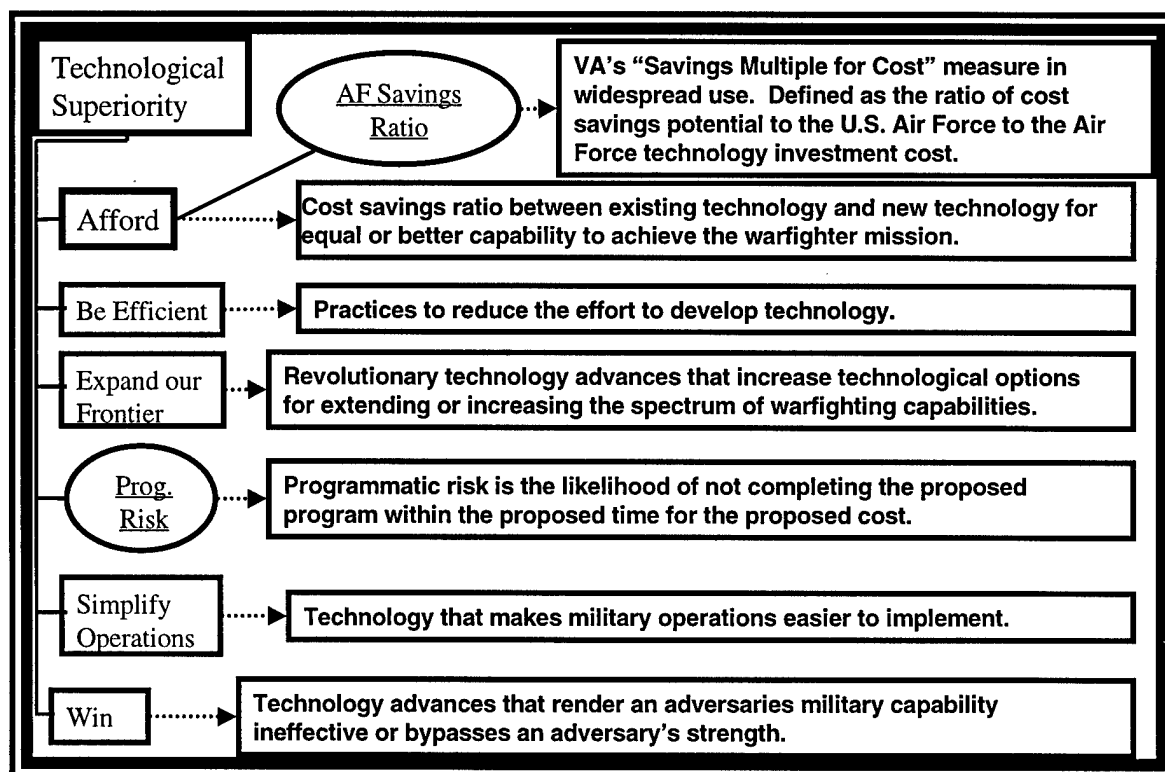 Technological
Superiority
AF Savings
Ratio
VA's “Savings Multiple for Cost” measure in
widespread use.  Defined as the ratio of cost
savings potential to the U.S. Air Force to the Air
Force technology investment cost.
Afford
Cost savings ratio between existing technology and new technology for
equal or better capability to achieve the warfighter mission.
Be Efficient
Practices to reduce the effort to develop technology.
Expand our
Frontier
Revolutionary technology advances that increase technological options
for extending or increasing the spectrum of warfighting capabilities.
Prog.
Risk
Programmatic risk is the likelihood of not completing the proposed
program within the proposed time for the proposed cost.
Simplify
Operations
Technology that makes military operations easier to implement.
Win
Technology advances that render an adversaries military capability
ineffective or bypasses an adversary's strength.